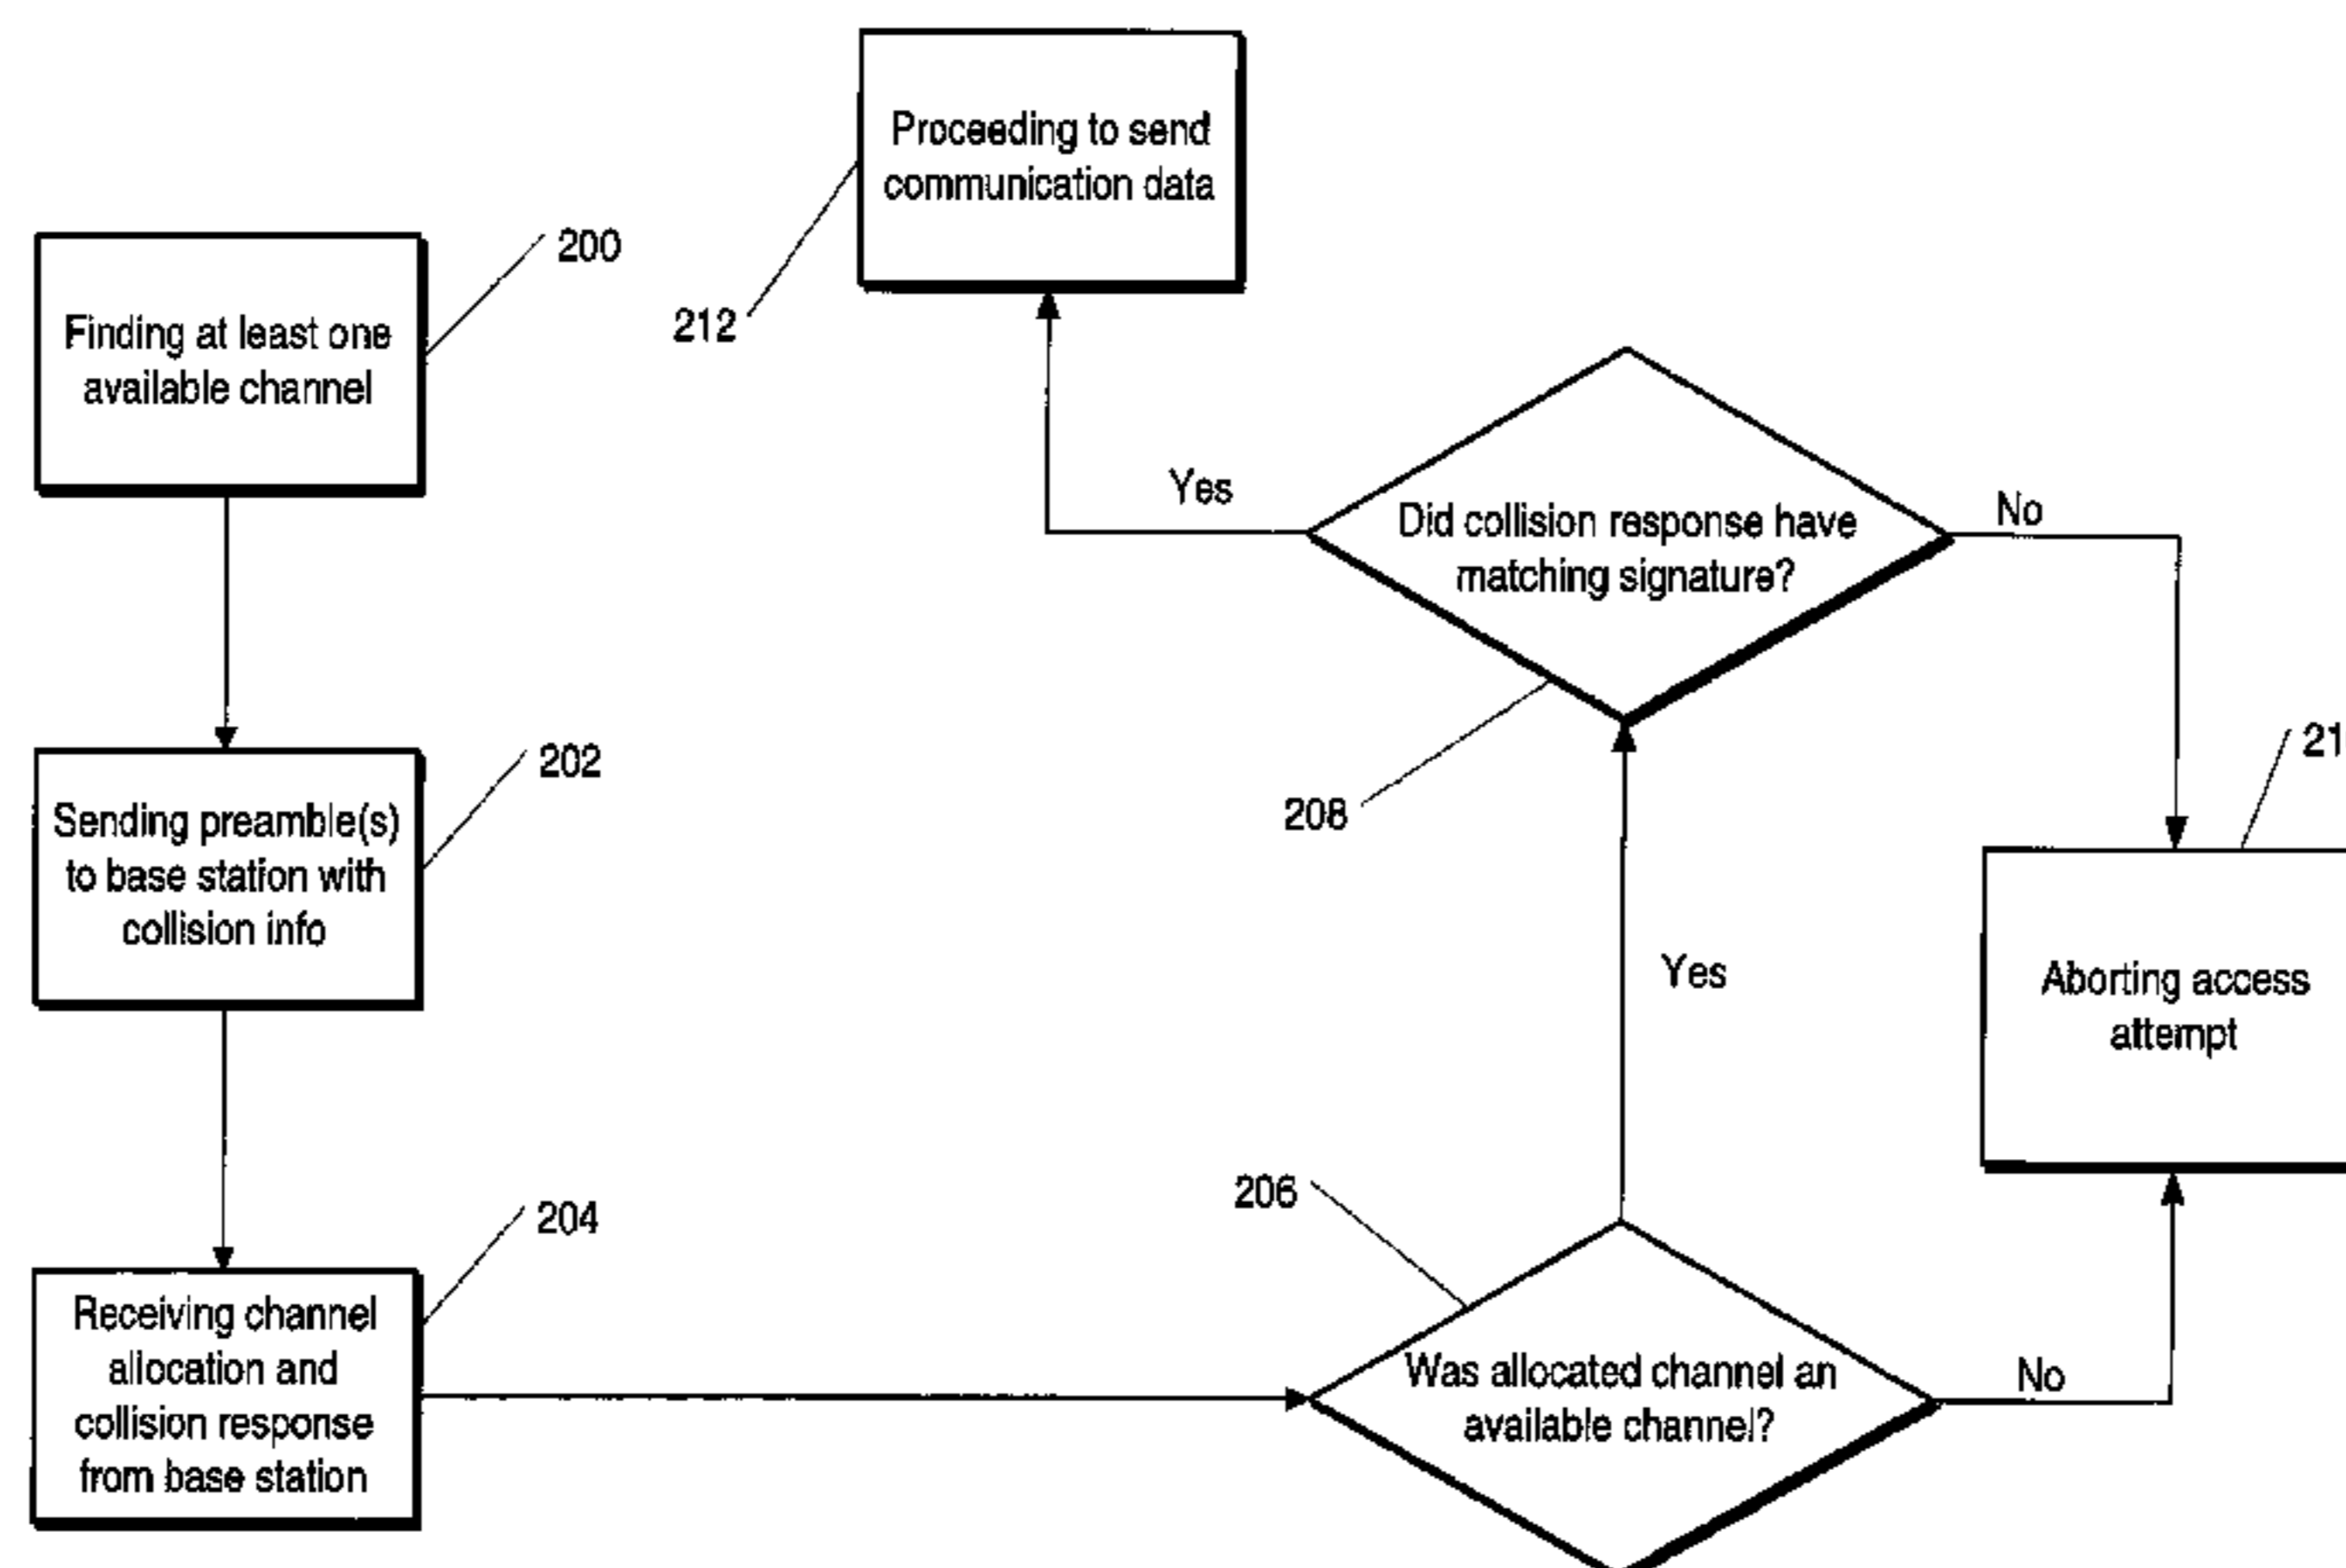 Proceeding to send
communication data
212
200
Finding at least one
available channel
Yes
Did collision response have
matching signature?
No
208
202
Sending preamble(s)
to base station with
collision info
21
Aborting access
attempt
Yes
204
Receiving channel
allocation and
collision response
from base station
206
Was allocated channel an
available channel?
No